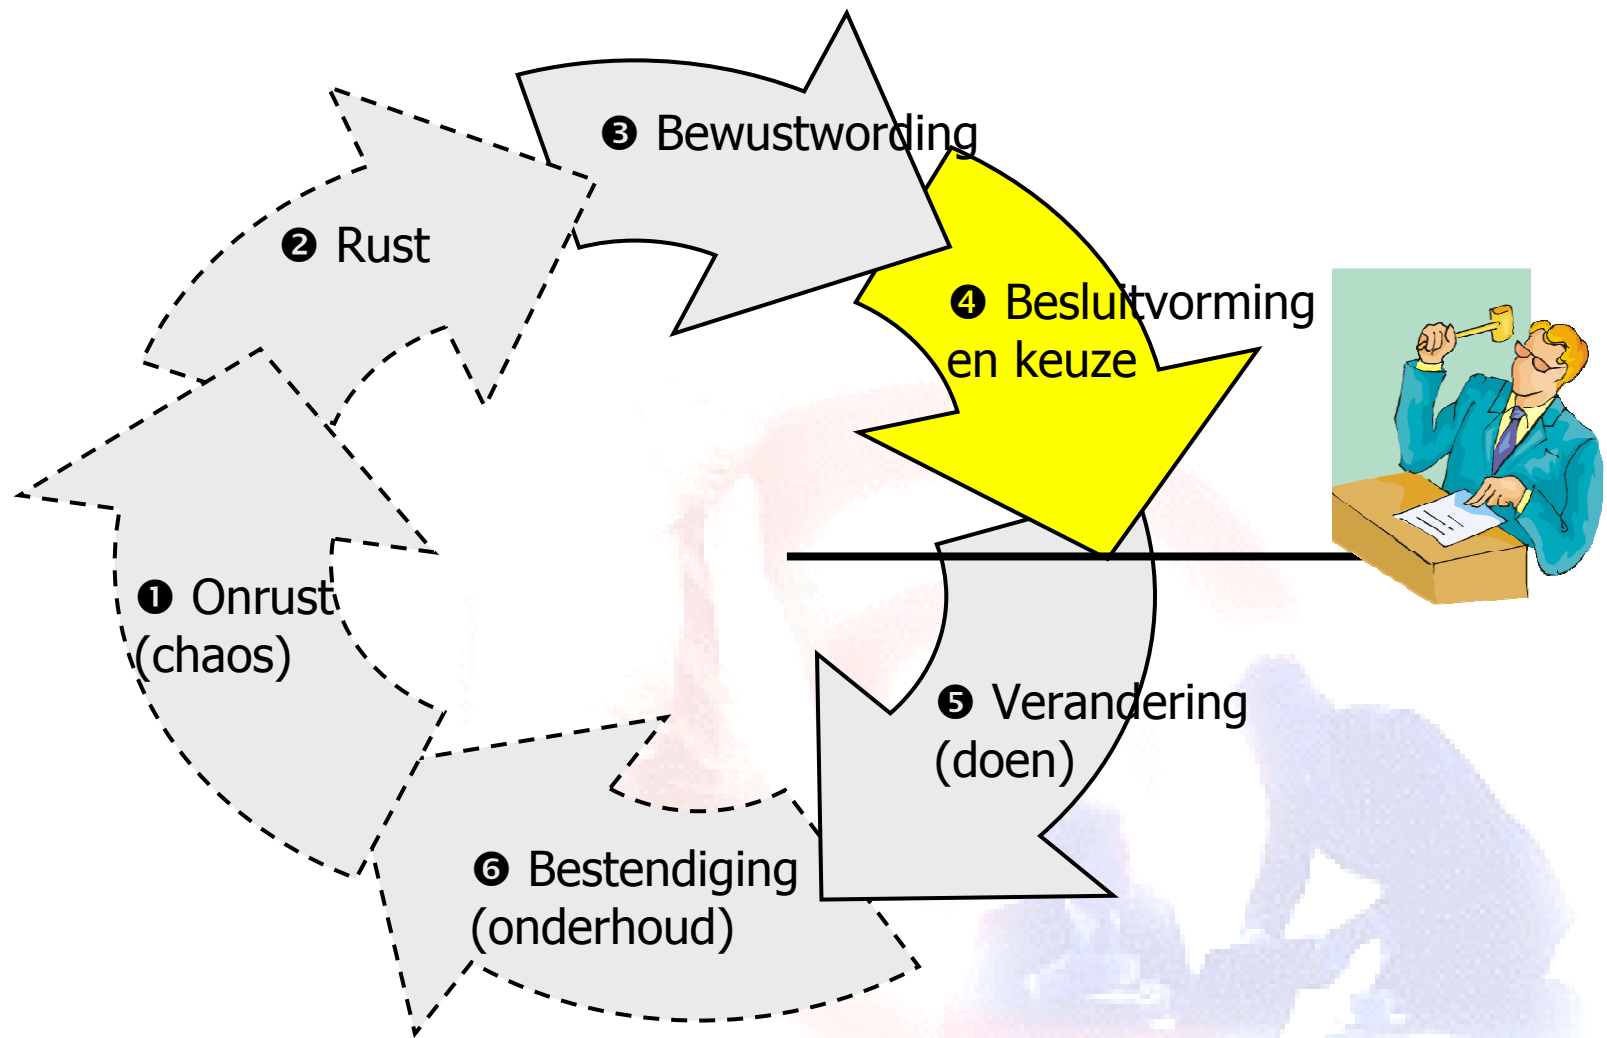 ❶ Onrust
(chaos)
❷ Rust
❸ Bewustwording
❹ Besluitvorming
en keuze
❺ Verandering
(doen)
❻ Bestendiging
(onderhoud)